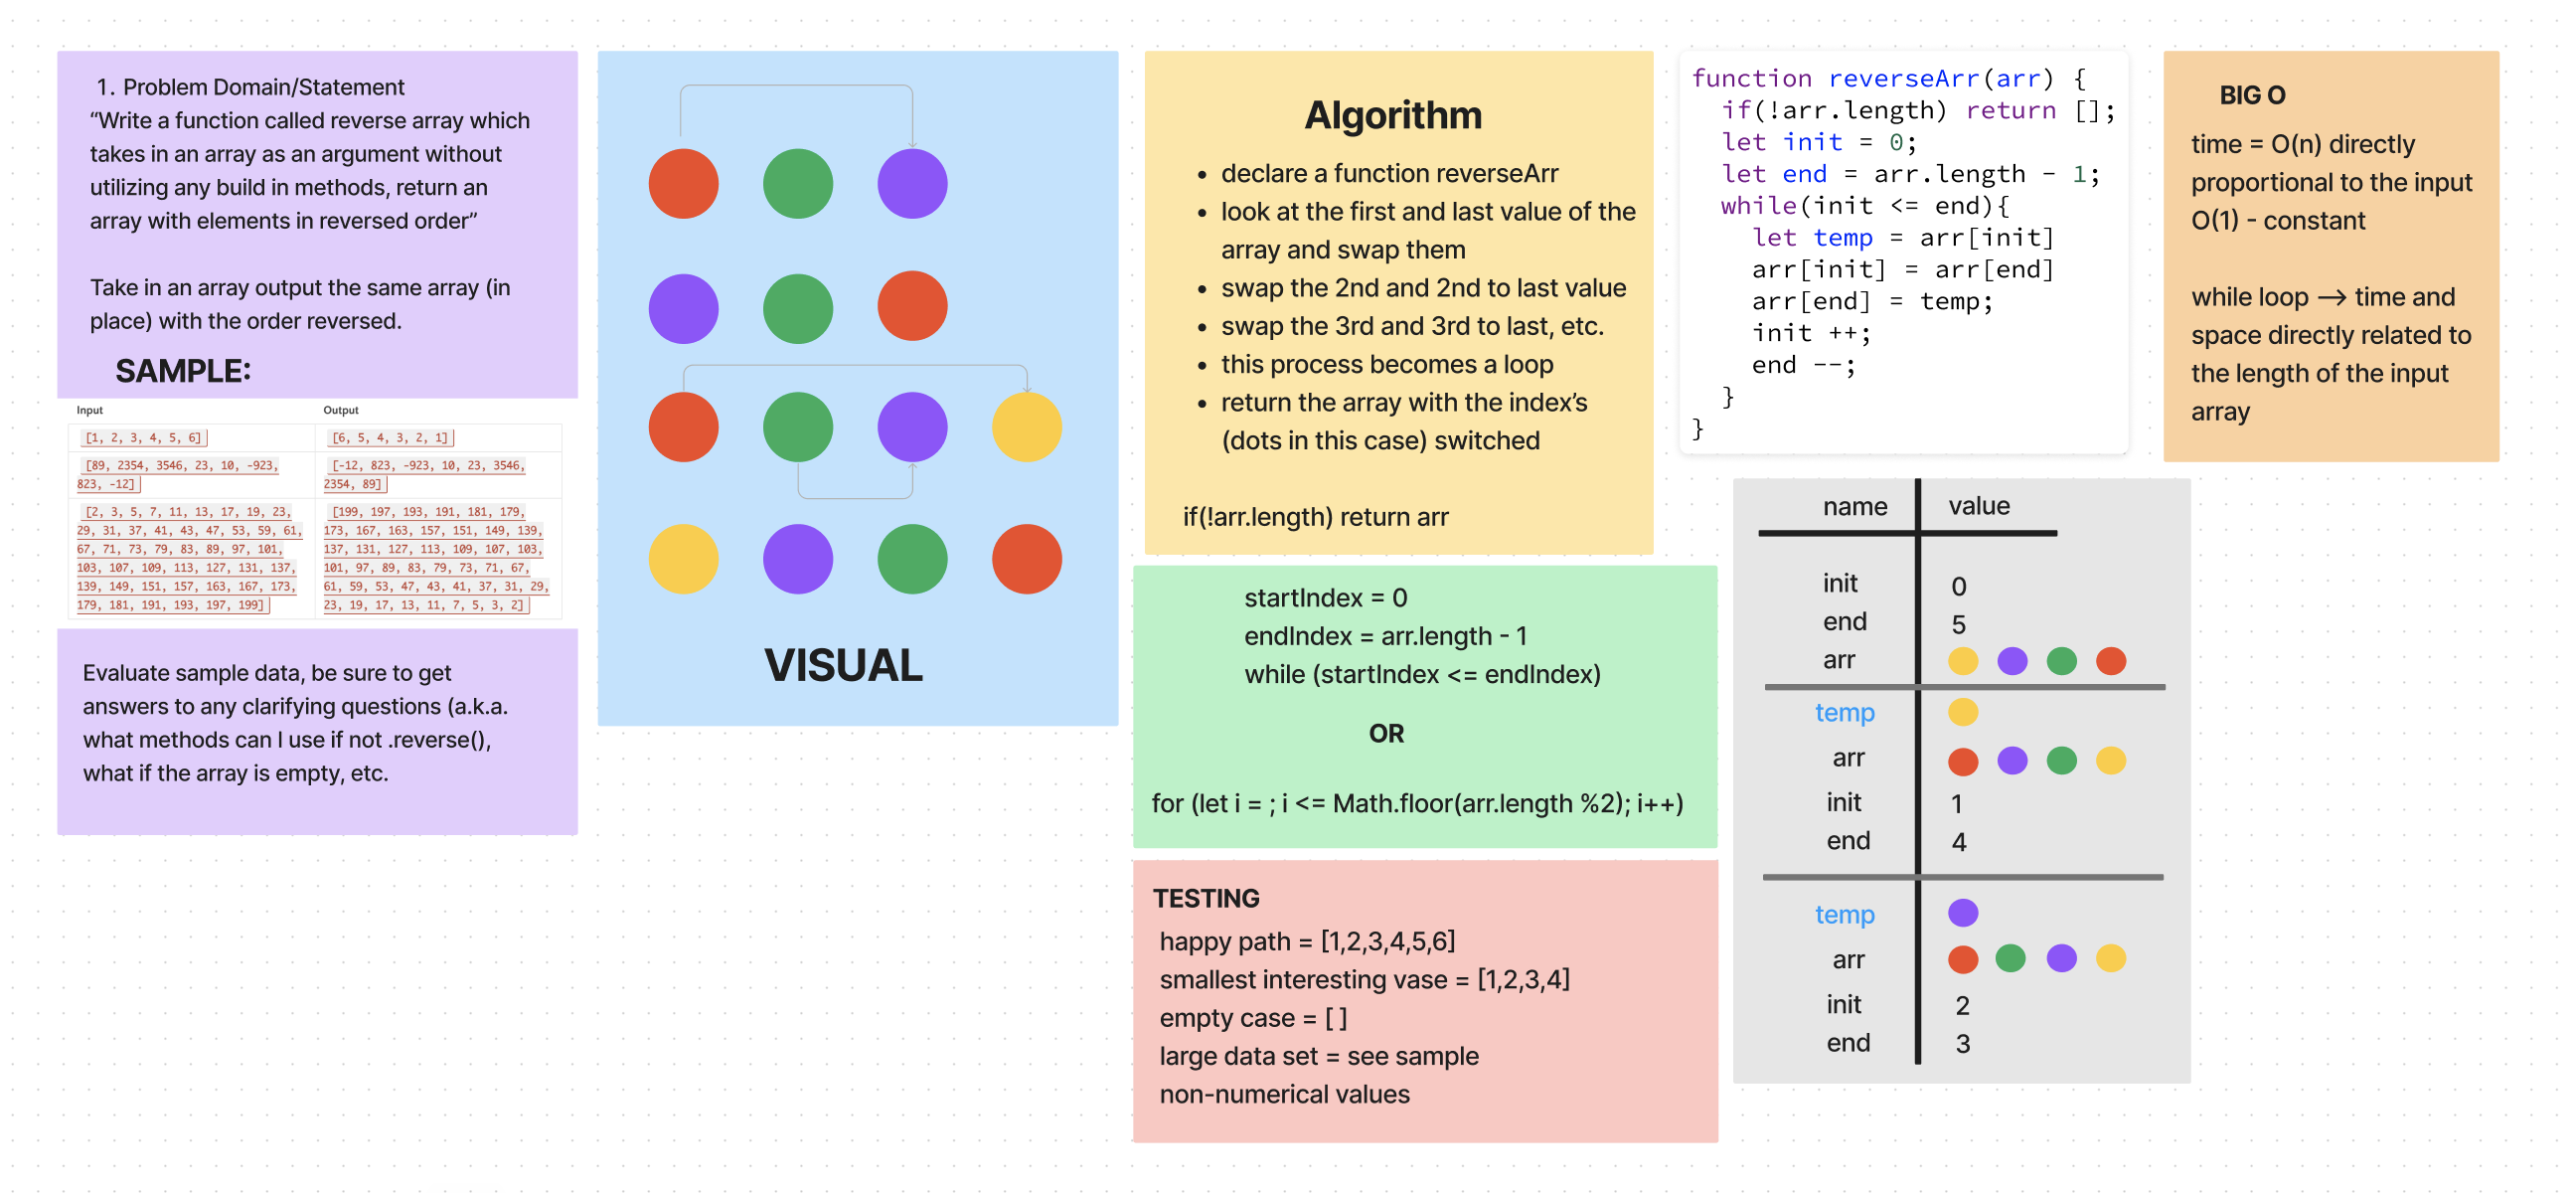 1. Problem Domain/Statement
“Write a function called reverse array which
takes in an array as an argument without
utilizing any build in methods, return an
array with elements in reversed order”
Take in an array output the same array (in
place) with the order reversed.
SAMPLE:
Input Output
[1, 2, 3, 4, 5, 6] [6, 5, 4, 3, 2, 1]
[89, 2354, 3546, 23, 10, -923,
823, -12]
[-12, 823, -923, 10, 23, 3546,
2354, 89]
[2, 3, 5, 7, 11, 13, 17, 19, 23,
29, 31, 37, 41, 43, 47, 53, 59, 61,
67, 71, 73, 79, 83, 89, 97, 101,
103, 107, 109, 113, 127, 131, 137,
139, 149, 151, 157, 163, 167, 173,
179, 181, 191, 193, 197, 199]
[199, 197, 193, 191, 181, 179,
173, 167, 163, 157, 151, 149, 139,
137, 131, 127, 113, 109, 107, 103,
101, 97, 89, 83, 79, 73, 71, 67,
61, 59, 53, 47, 43, 41, 37, 31, 29,
23, 19, 17, 13, 11, 7, 5, 3, 2]
Evaluate sample data, be sure to get
answers to any clarifying questions (a.k.a.
what methods can I use if not .reverse(),
what if the array is empty, etc.
VISUAL
Algorithm
• declare a function reverseArr
• look at the first and last value of the
array and swap them
• swap the 2nd and 2nd to last value
• swap the 3rd and 3rd to last, etc.
• this process becomes a loop
• return the array with the index’s
(dots in this case) switched
if(!arr.length) return arr
startIndex = 0
endIndex = arr.length - 1
while (startIndex <= endIndex)
OR
for (let i = ; i <= Math.floor(arr.length %2); i++)
TESTING
happy path = [1,2,3,4,5,6]
smallest interesting vase = [1,2,3,4]
empty case = [ ]
large data set = see sample
non-numerical values
function reverseArr(arr) {
if(!arr.length) return [];
let init = 0;
let end = arr.length - 1;
while(init <= end){
let temp = arr[init]
arr[init] = arr[end]
arr[end] = temp;
init ++;
end --;
}
}
name value
init 0
end 5
arr
temp
arr
init 1
end 4
temp
arr
init 2
end 3
BIG O
time = O(n) directly
proportional to the input
O(1) - constant
while loop —> time and
space directly related to
the length of the input
array